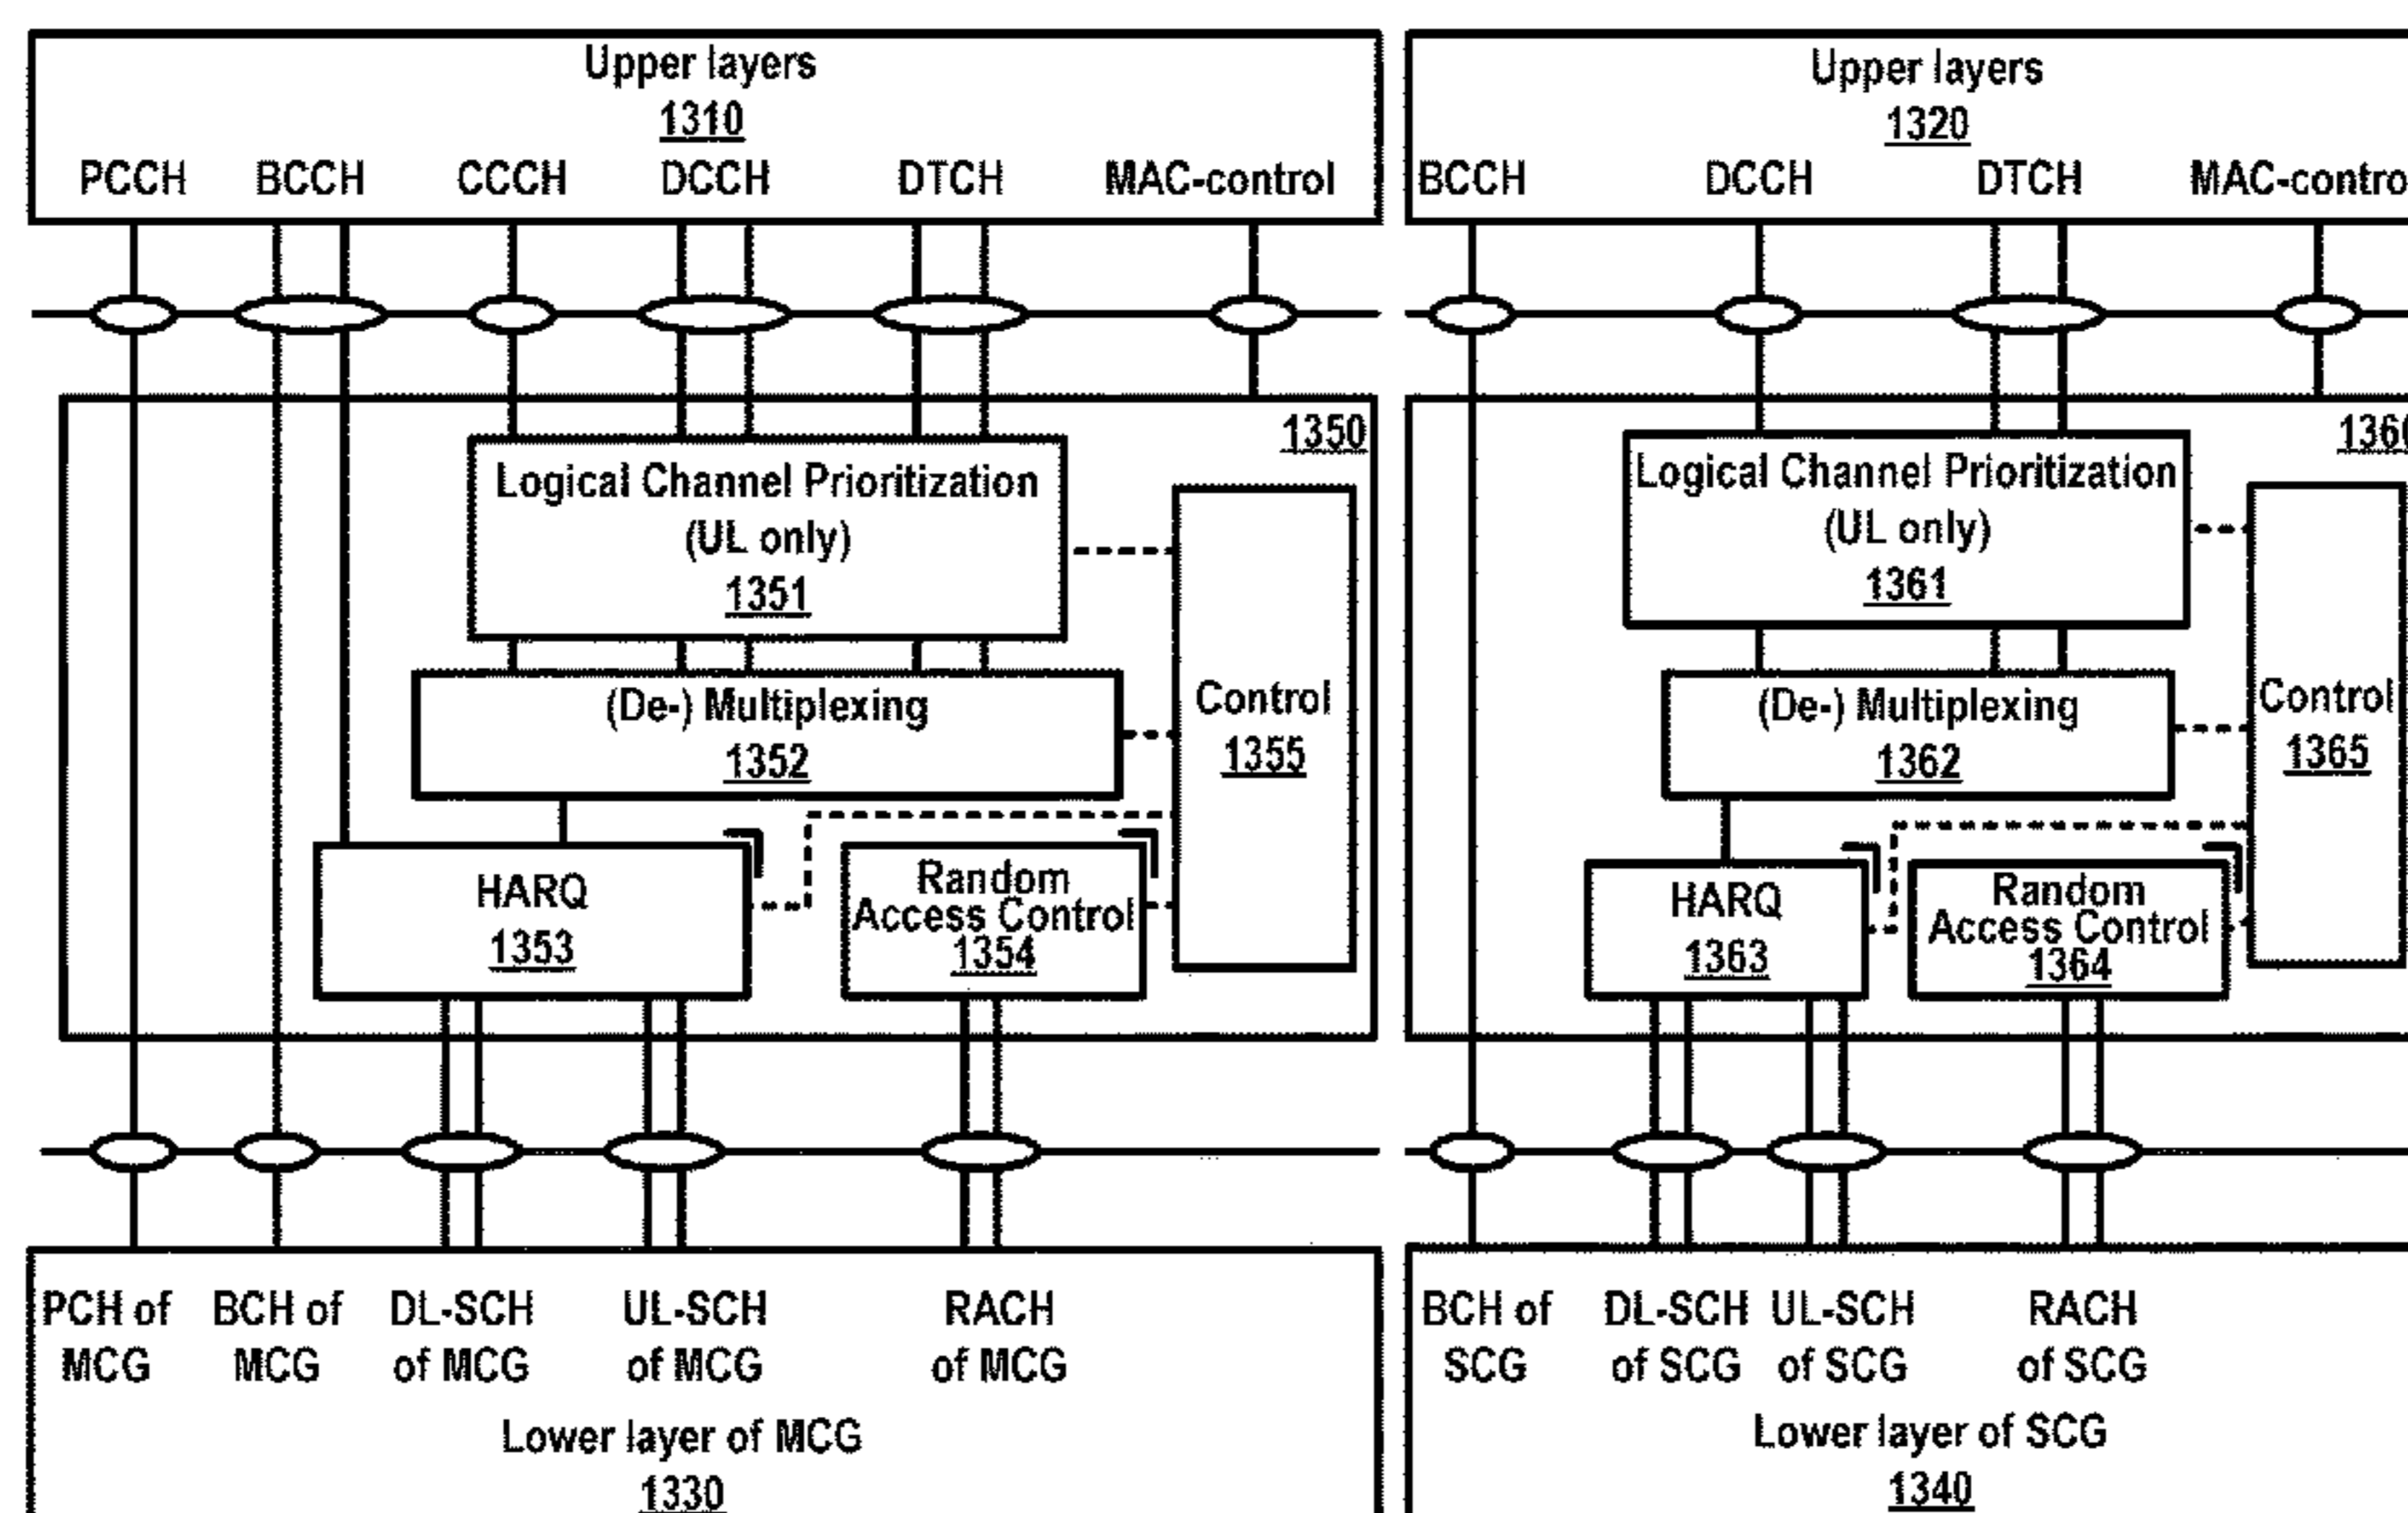 Upper layers
1310
PCCH BCCH CCCH DCCH DTCH MAC-control
1350
Logical Channel Prioritization
(UL only)
1351
(De-) Multiplexing
1352
Control
1355
HARQ
1353
Random
Access Control
1354
PCH of MCG
BCH of MCG
DL-SCH of MCG
UL-SCH of MCG
RACH of MCG
Lower layer of MCG
1330
Upper layers
1320
BCCH DCCH DTCH MAC-contro
136
Logical Channel Prioritization
(UL only)
1361
(De-) Multiplexing
1362
Control
1365
HARQ
1363
Random
Access Control
1364
BCH of SCG
DL-SCH of SCG
UL-SCH of SCG
RACH of SCG
Lower layer of SCG
1340